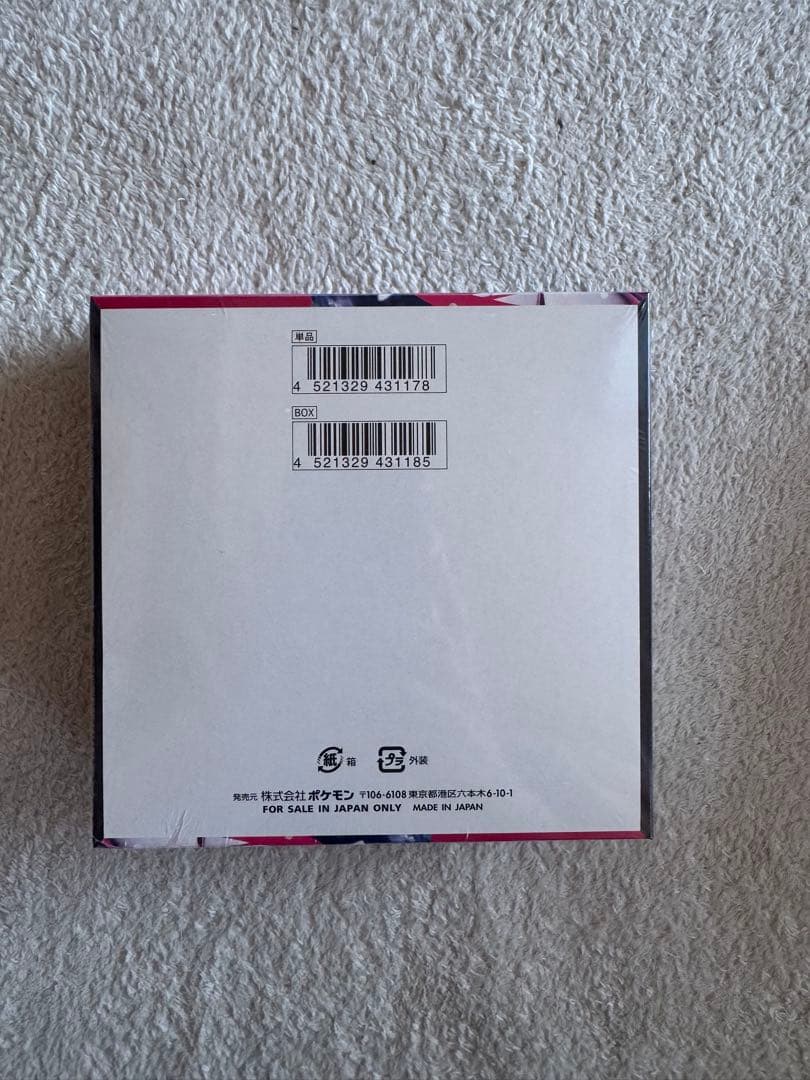 単品
4 521329 431178
BOX
4 521329 431185
紙 箱 プラ 外装
発売元 株式会社ポケモン 〒106-6108 東京都港区六本木6-10-1
FOR SALE IN JAPAN ONLY MADE IN JAPAN